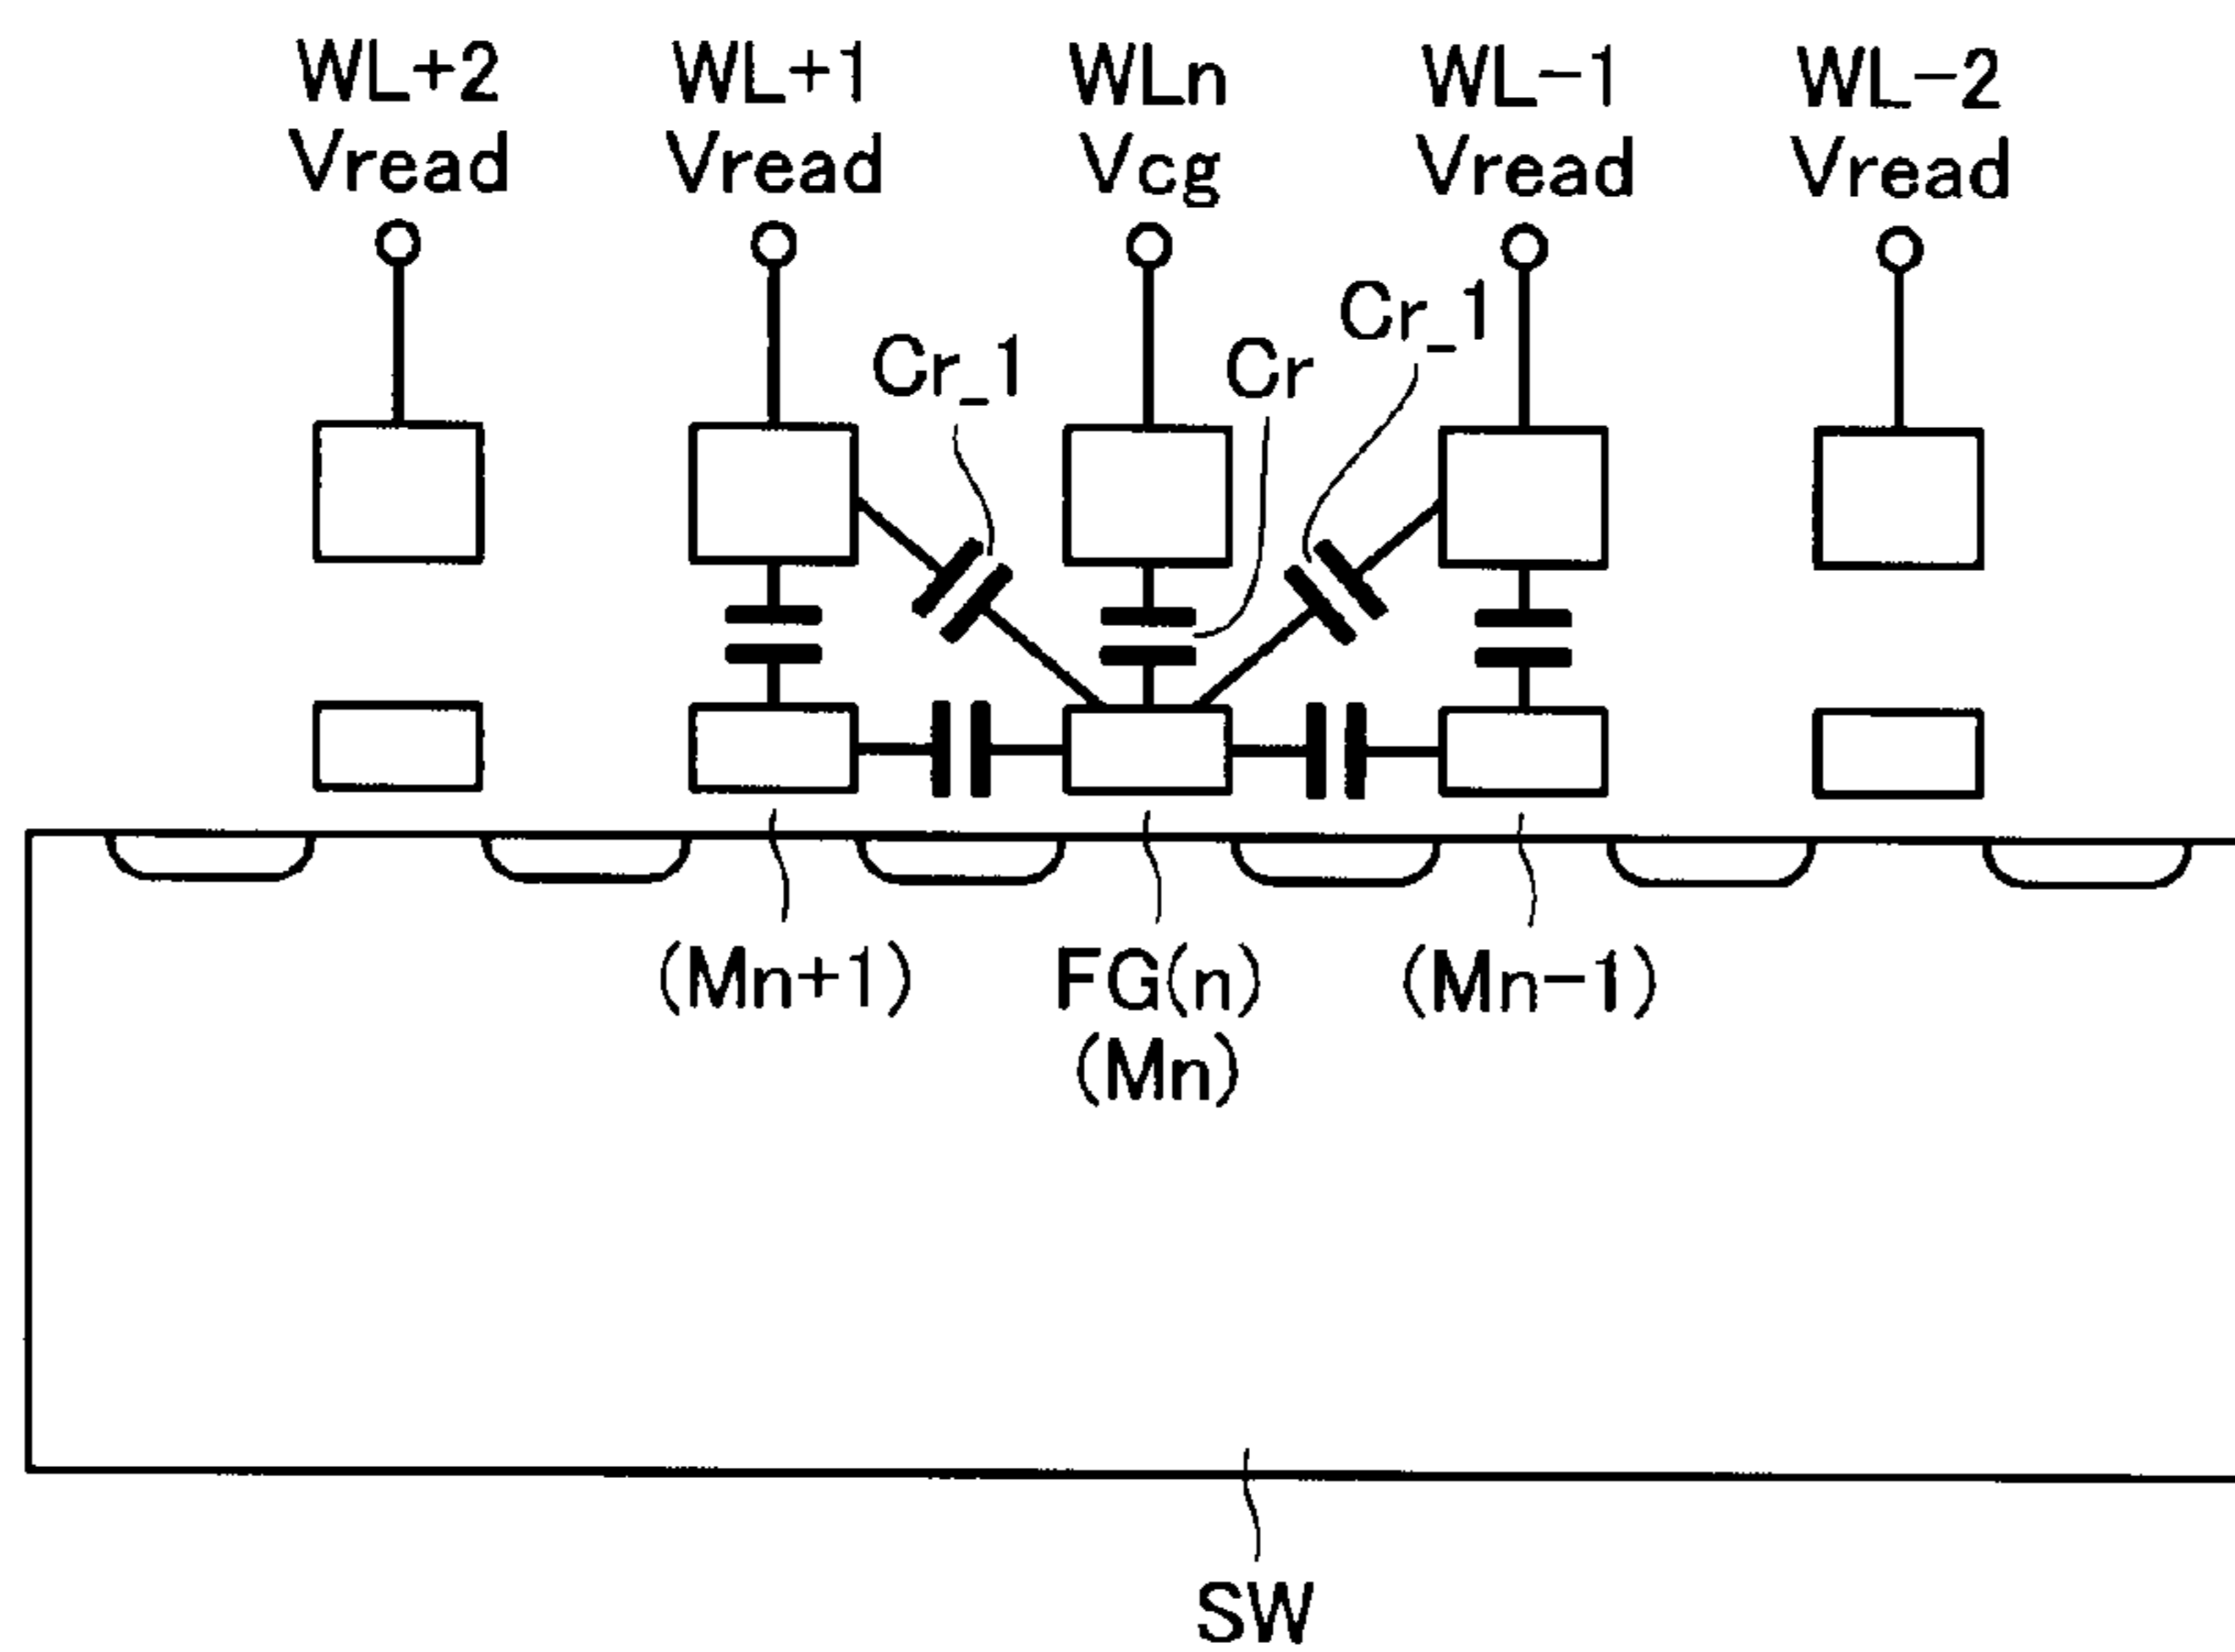 WL+2 WL+1 WLn WL-1 WL-2
Vread Vread Vcg Vread Vread
Cr_1 Cr Cr_1
(Mn+1) FG(n) (Mn-1)
(Mn)
SW